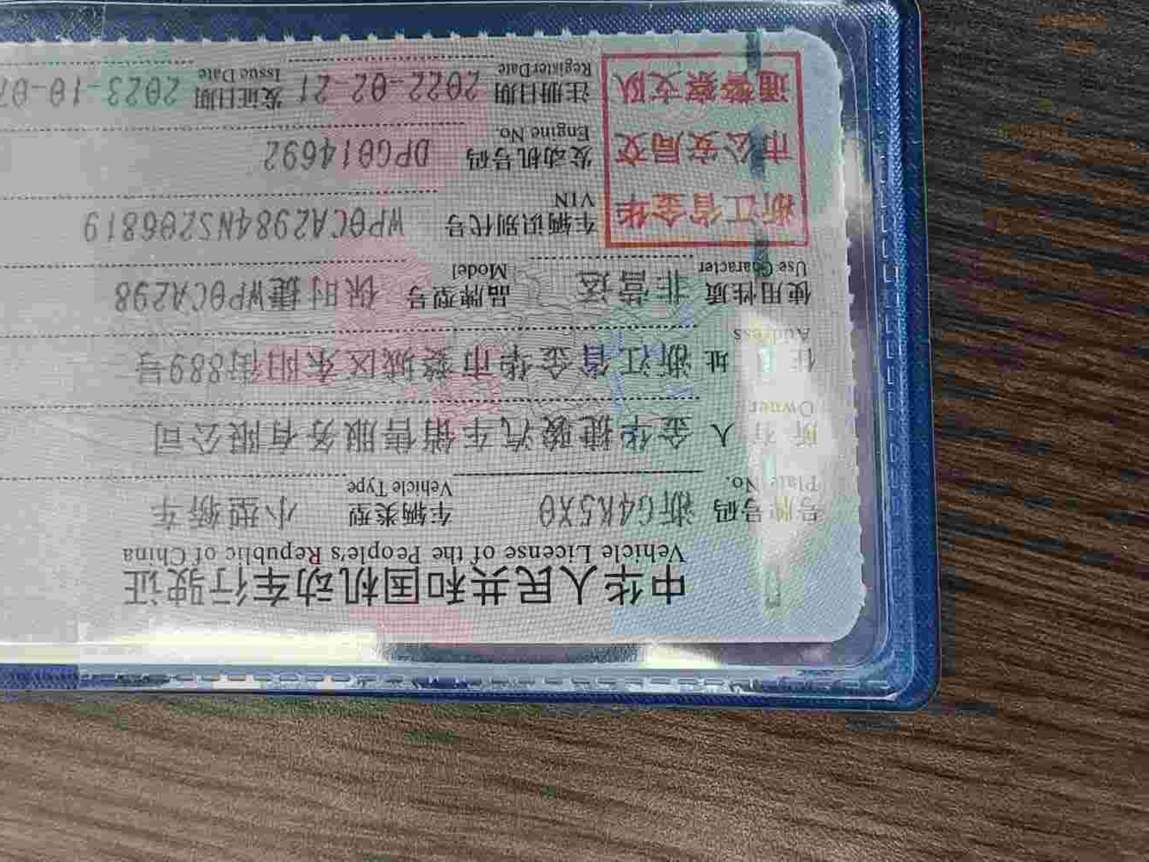 中华人民共和国机动车行驶证
Vehicle License of the People's Republic of China
号牌号码 浙G4K5X0 车辆类型 小型轿车
Plate No. Vehicle Type
所有人 金华捷骏汽车销售服务有限公司
Owner
住址 浙江省金华市婺城区东阳街889号
Address
使用性质 非营运 品牌型号 保时捷WP0CA298
Use Character Model
浙江省金华
市公安局交
通警察支队
车辆识别代号 WP0CA2984NS206819
VIN
发动机号码 DPG014692
Engine No.
注册日期 2022-02-21 发证日期 2023-10-07
Register Date Issue Date